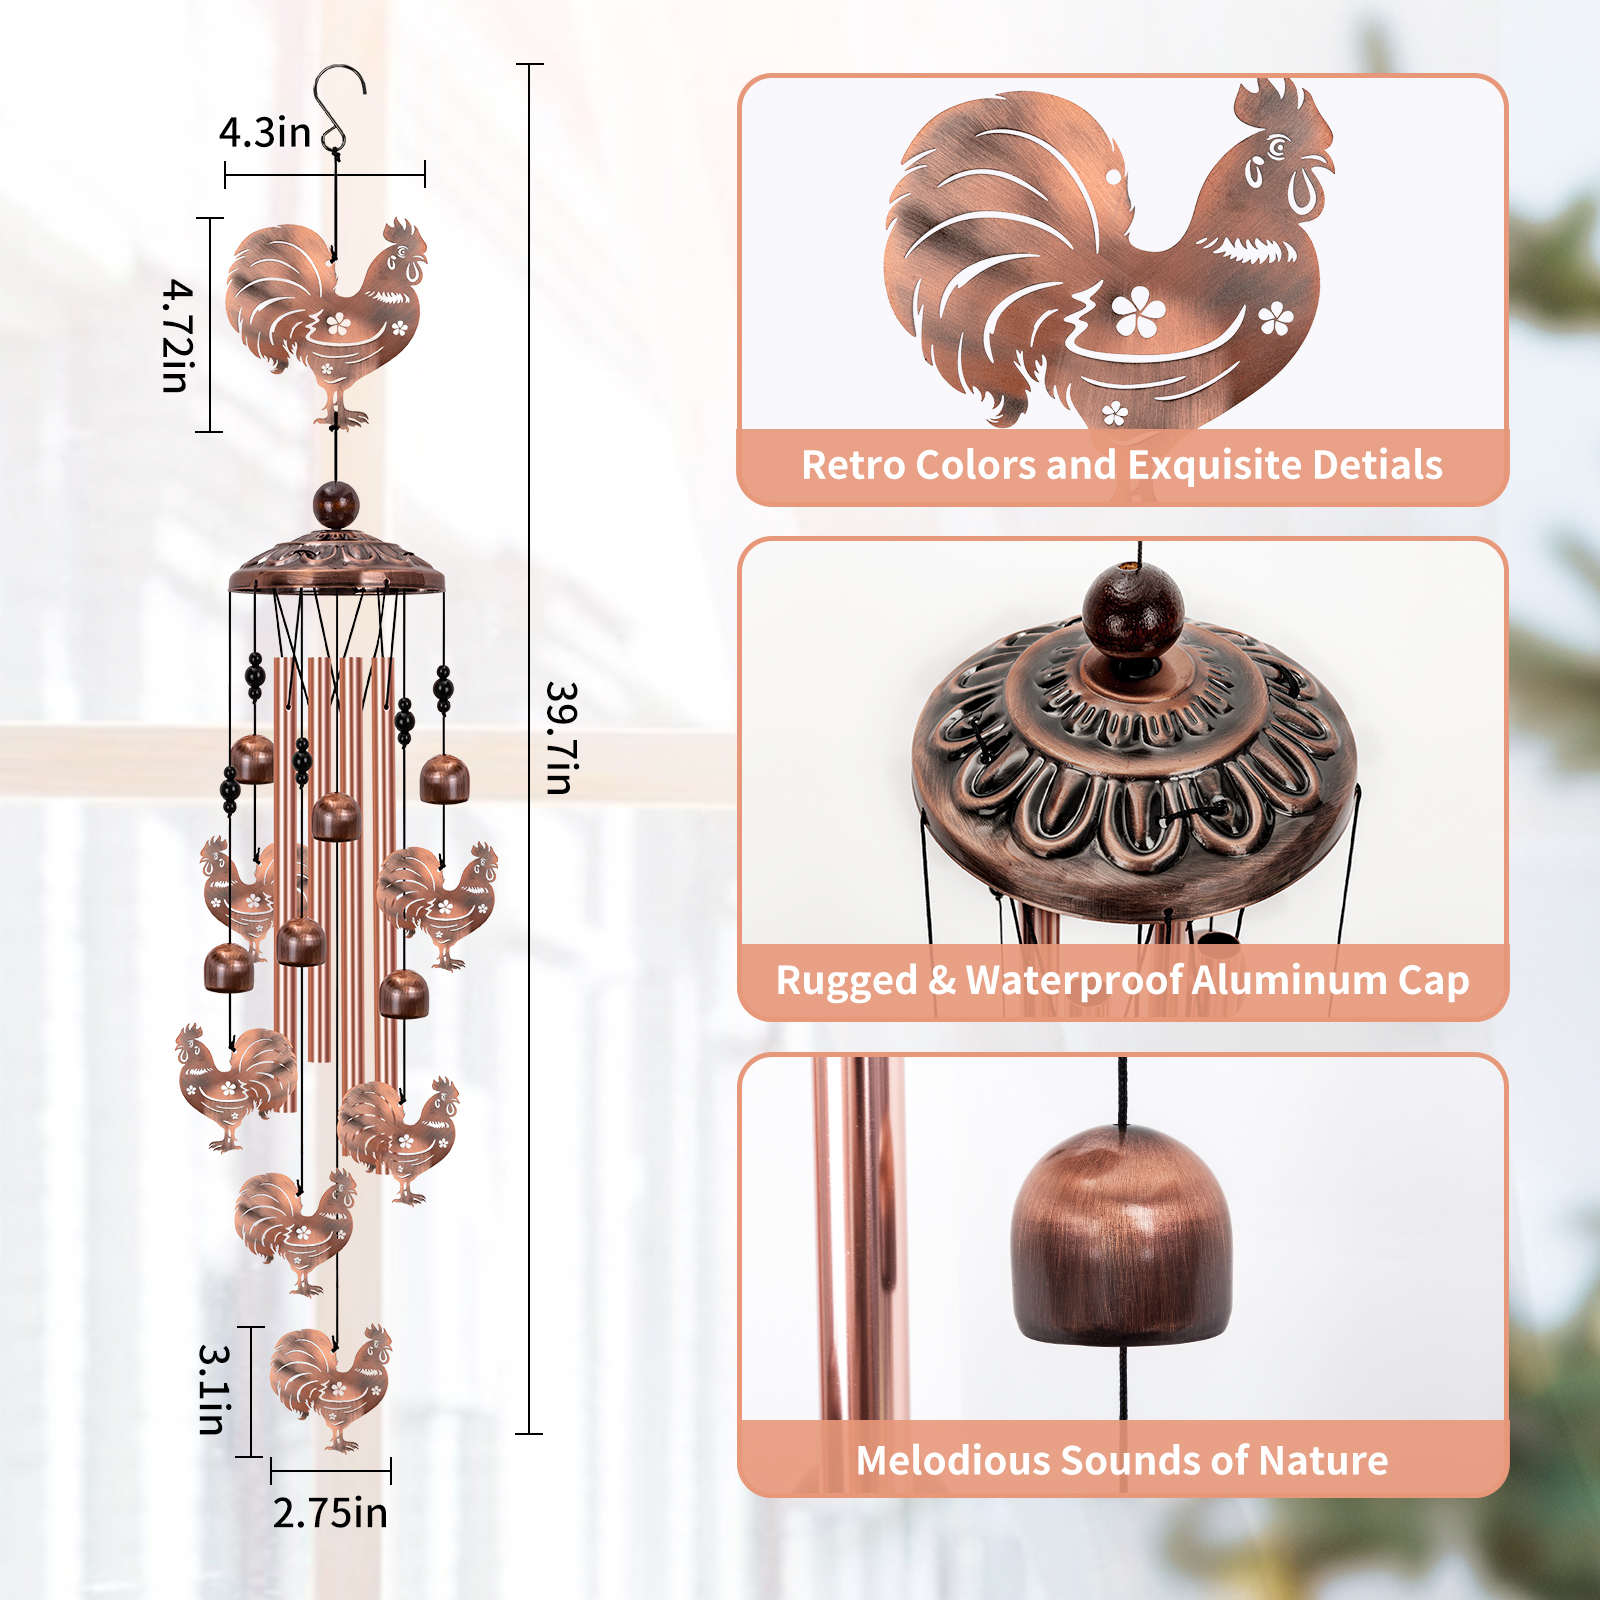 4.3in
4.72in
39.7in
3.1in
2.75in
Retro Colors and Exquisite Detials
Rugged & Waterproof Aluminum Cap
Melodious Sounds of Nature